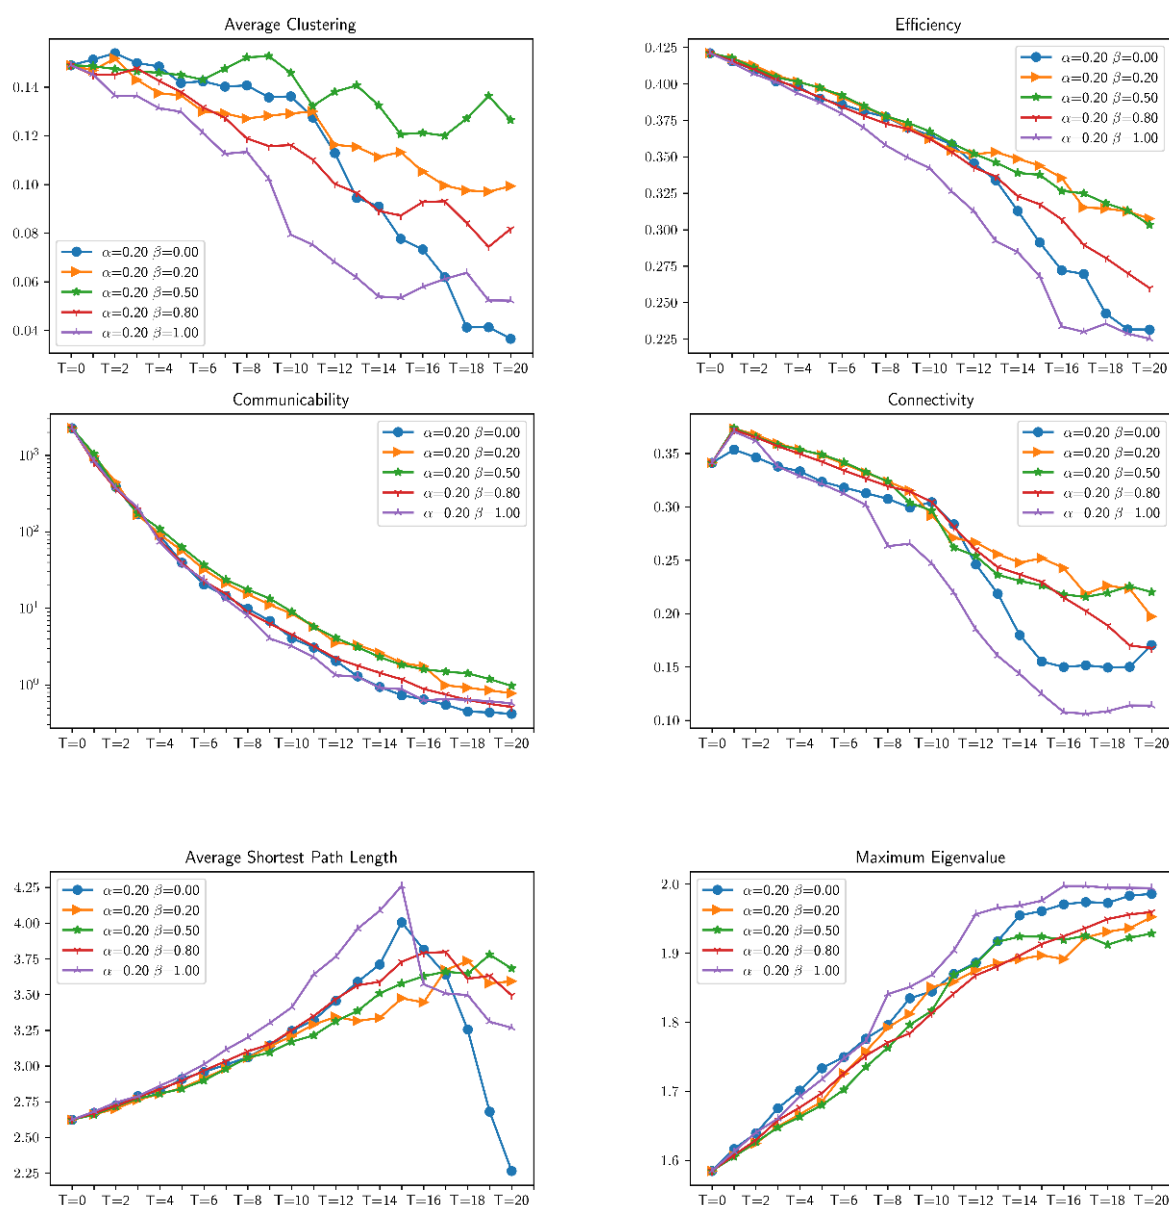 Average Clustering
0.14
0.12
0.10
0.08
0.06
0.04
α=0.20 β=0.00
α=0.20 β=0.20
α=0.20 β=0.50
α=0.20 β=0.80
α=0.20 β=1.00
T=0 T=2 T=4 T=6 T=8 T=10 T=12 T=14 T=16 T=18 T=20
Efficiency
0.425
0.400
0.375
0.350
0.325
0.300
0.275
0.250
0.225
α=0.20 β=0.00
α=0.20 β=0.20
α=0.20 β=0.50
α=0.20 β=0.80
α 0.20 β 1.00
T=0 T=2 T=4 T=6 T=8 T=10 T=12 T=14 T=16 T=18 T=20
Communicability
10³
10²
10¹
10⁰
α=0.20 β=0.00
α=0.20 β=0.20
α=0.20 β=0.50
α=0.20 β=0.80
α 0.20 β 1.00
T=0 T=2 T=4 T=6 T=8 T=10 T=12 T=14 T=16 T=18 T=20
Connectivity
0.35
0.30
0.25
0.20
0.15
0.10
α=0.20 β=0.00
α=0.20 β=0.20
α=0.20 β=0.50
α=0.20 β=0.80
α=0.20 β=1.00
T=0 T=2 T=4 T=6 T=8 T=10 T=12 T=14 T=16 T=18 T=20
Average Shortest Path Length
4.25
4.00
3.75
3.50
3.25
3.00
2.75
2.50
2.25
α=0.20 β=0.00
α=0.20 β=0.20
α=0.20 β=0.50
α=0.20 β=0.80
α 0.20 β 1.00
T=0 T=2 T=4 T=6 T=8 T=10 T=12 T=14 T=16 T=18 T=20
Maximum Eigenvalue
2.0
1.9
1.8
1.7
1.6
α=0.20 β=0.00
α=0.20 β=0.20
α=0.20 β=0.50
α=0.20 β=0.80
α 0.20 β 1.00
T=0 T=2 T=4 T=6 T=8 T=10 T=12 T=14 T=16 T=18 T=20